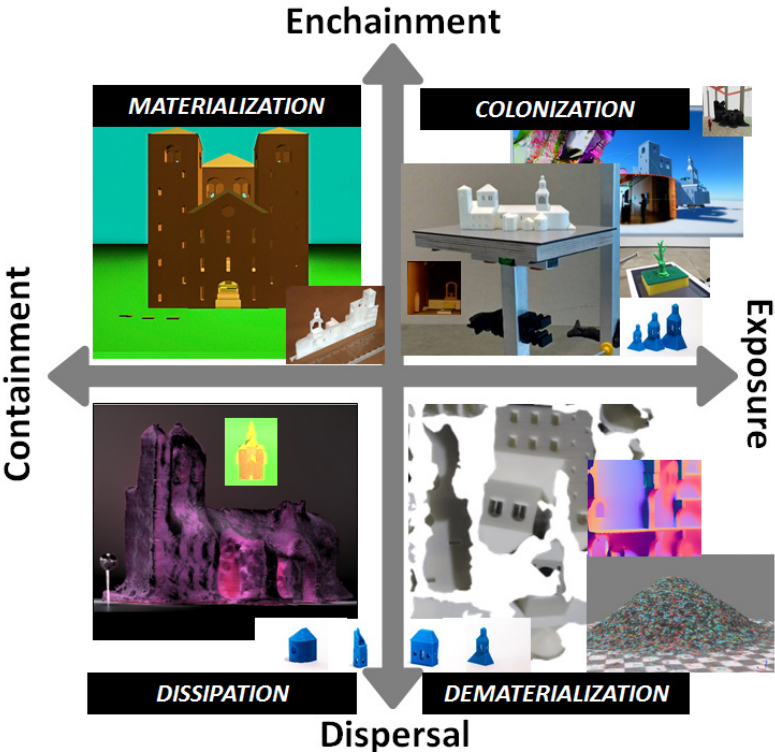 Enchainment
MATERIALIZATION
COLONIZATION
Containment
Exposure
DISSIPATION
DEMATERIALIZATION
Dispersal